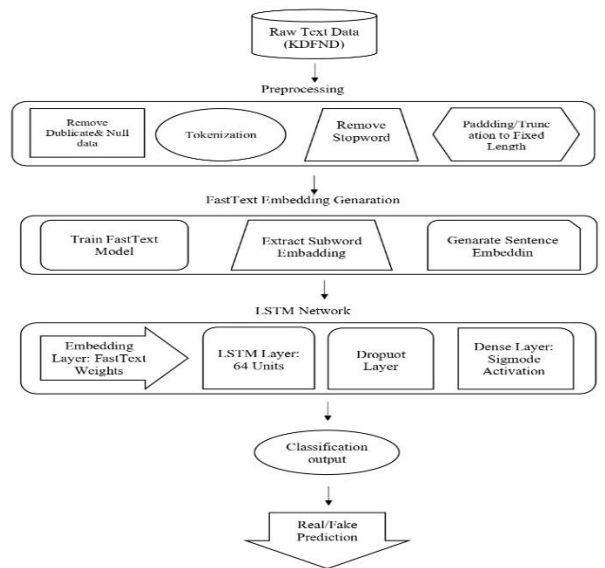 Raw Text Data
(KDFND)
Preprocessing
Remove
Dublicate& Null
data
Tokenization
Remove
Stopword
Paddding/Trunc
ation to Fixed
Length
FastText Embedding Genaration
Train FastText
Model
Extract Subword
Embadding
Genarate Sentence
Embeddin
LSTM Network
Embedding
Layer: FastText
Weights
LSTM Layer:
64 Units
Dropuot
Layer
Dense Layer:
Sigmode
Activation
Classification
output
Real/Fake
Prediction